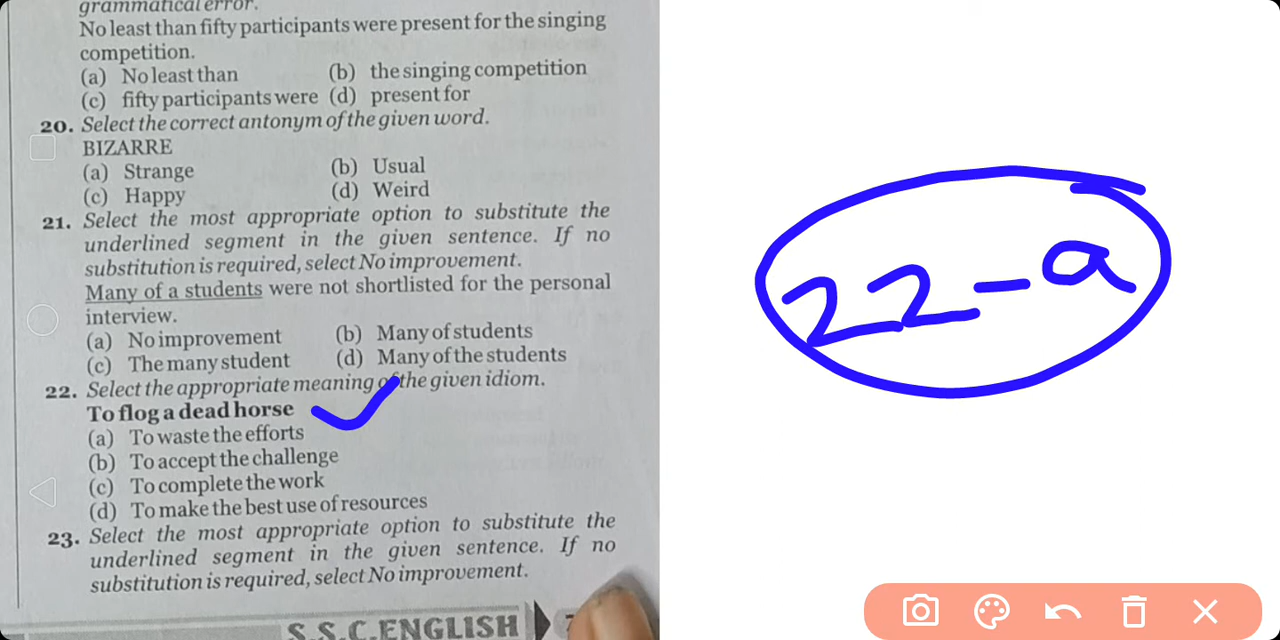 grammatical error.
No least than fifty participants were present for the singing
competition.
(a) No least than (b) the singing competition
(c) fifty participants were (d) present for
20. Select the correct antonym of the given word.
BIZARRE
(a) Strange (b) Usual
(c) Happy (d) Weird
21. Select the most appropriate option to substitute the
underlined segment in the given sentence. If no
substitution is required, select No improvement.
Many of a students were not shortlisted for the personal
interview.
(a) No improvement (b) Many of students
(c) The many student (d) Many of the students
22. Select the appropriate meaning of the given idiom.
To flog a dead horse
(a) To waste the efforts
(b) To accept the challenge
(c) To complete the work
(d) To make the best use of resources
23. Select the most appropriate option to substitute the
underlined segment in the given sentence. If no
substitution is required, select No improvement.
S.S.C.ENGLISH
22-a